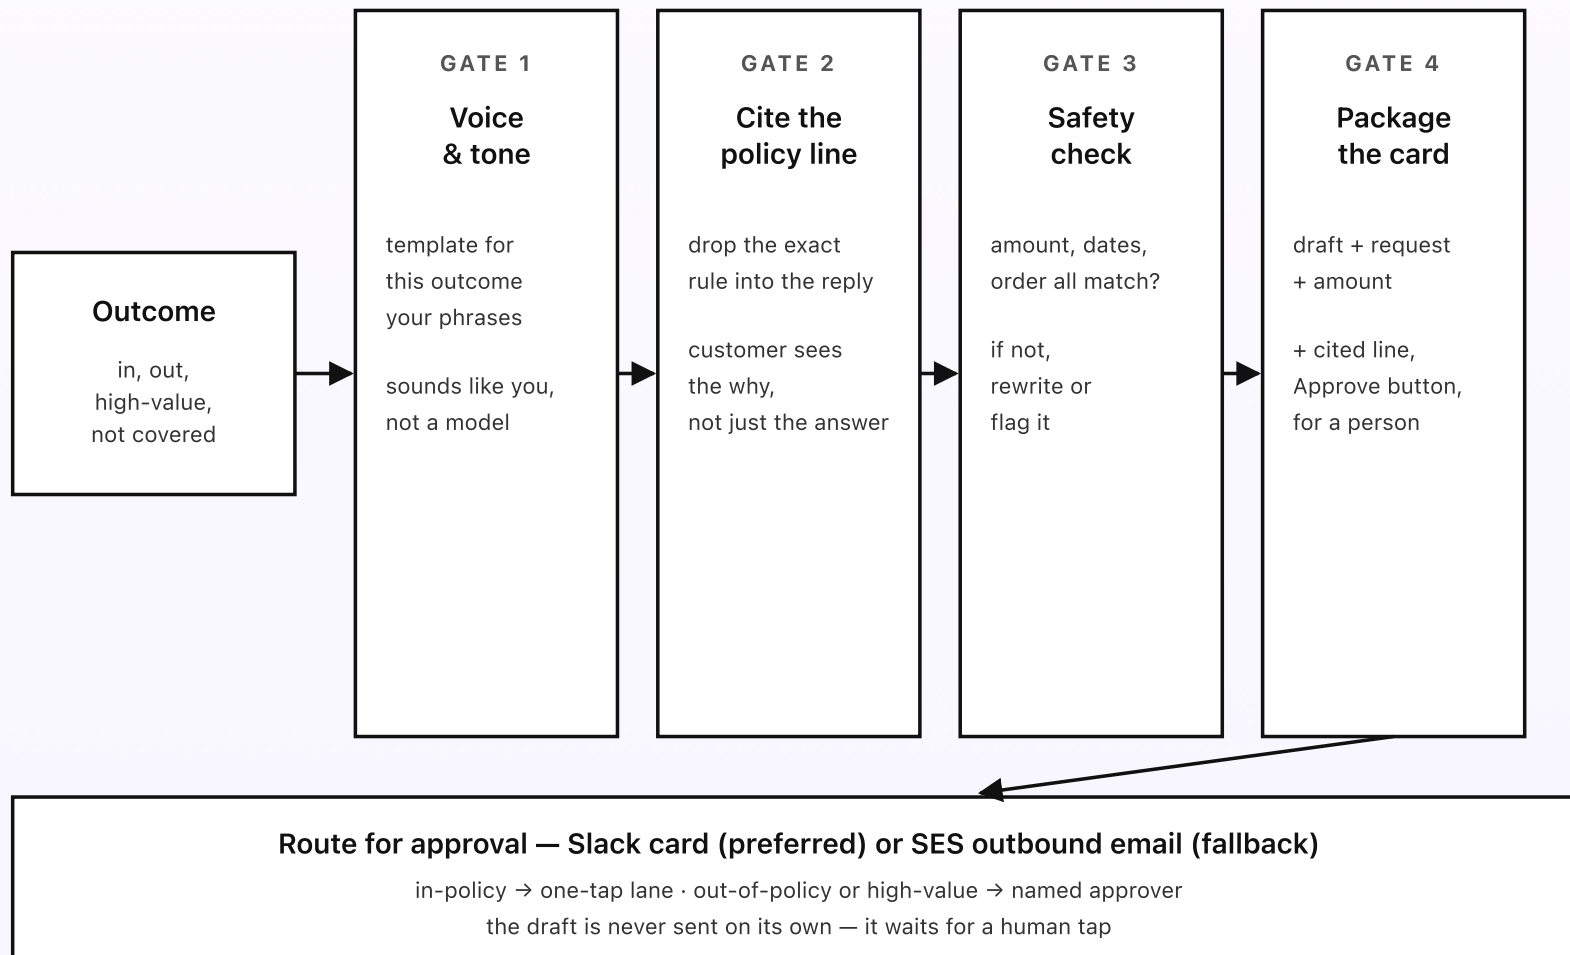 Outcome
in, out,
high-value,
not covered
GATE 1
Voice
& tone
template for
this outcome
your phrases
sounds like you,
not a model
GATE 2
Cite the
policy line
drop the exact
rule into the reply
customer sees
the why,
not just the answer
GATE 3
Safety
check
amount, dates,
order all match?
if not,
rewrite or
flag it
GATE 4
Package
the card
draft + request
+ amount
+ cited line,
Approve button,
for a person
Route for approval — Slack card (preferred) or SES outbound email (fallback)
in-policy → one-tap lane · out-of-policy or high-value → named approver
the draft is never sent on its own — it waits for a human tap